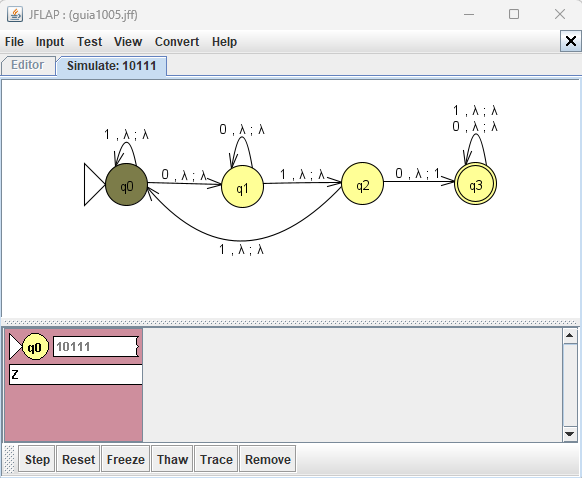 JFLAP : (guia1005.jff)
File Input Test View Convert Help
Editor Simulate: 10111
1 , λ ; λ
0 , λ ; λ
1 , λ ; λ
0 , λ ; λ
q0
0 , λ ; λ
q1
1 , λ ; λ
q2
0 , λ ; 1
q3
1 , λ ; λ
q0 10111
Z
Step Reset Freeze Thaw Trace Remove